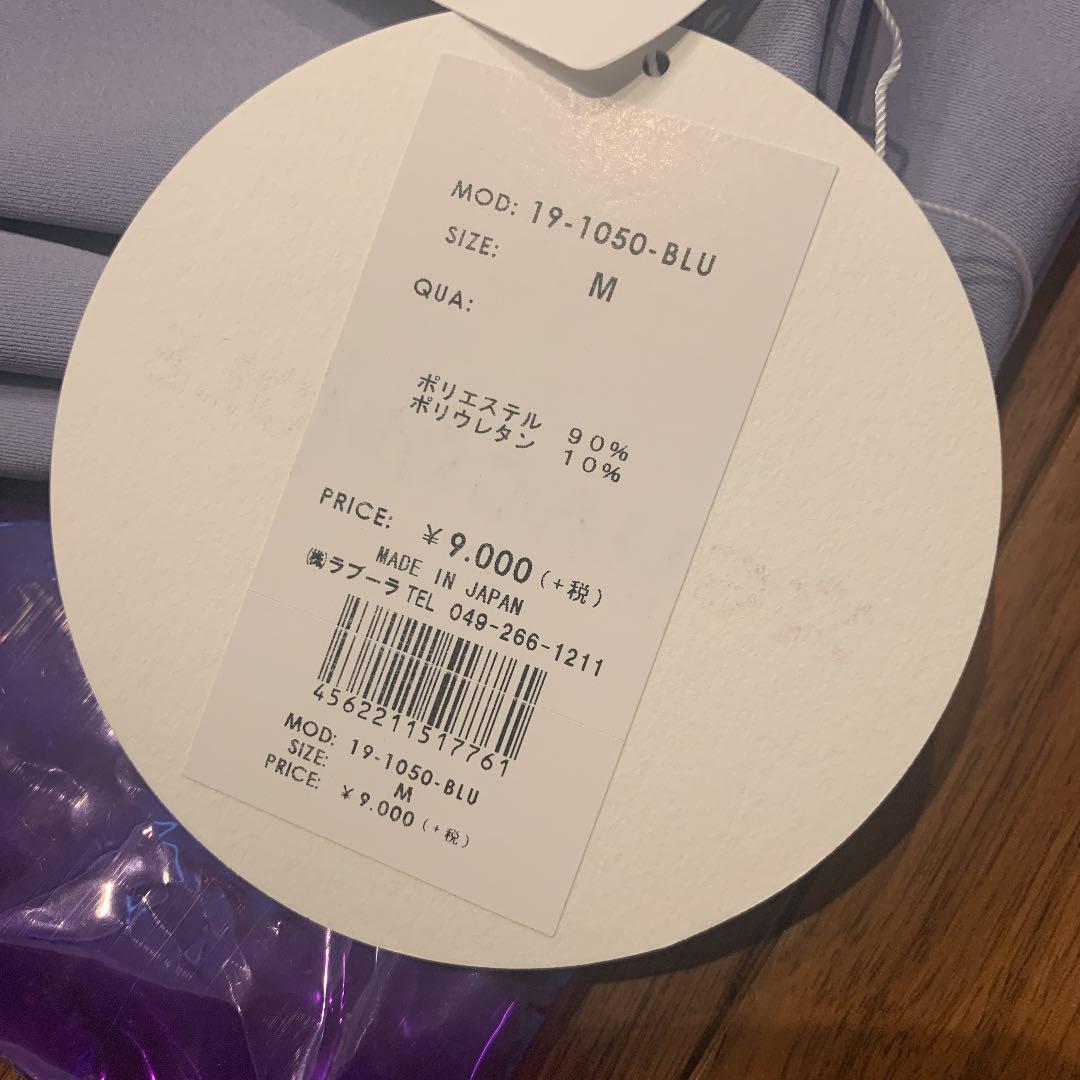 MOD: 19-1050-BLU
SIZE: M
QUA:
ポリエステル 90%
ポリウレタン 10%
PRICE: ¥9.000(+税)
MADE IN JAPAN
㈱ラブーラ TEL 049-266-1211
4562211517761
MOD: 19-1050-BLU
SIZE: M
PRICE: ¥9.000(+税)